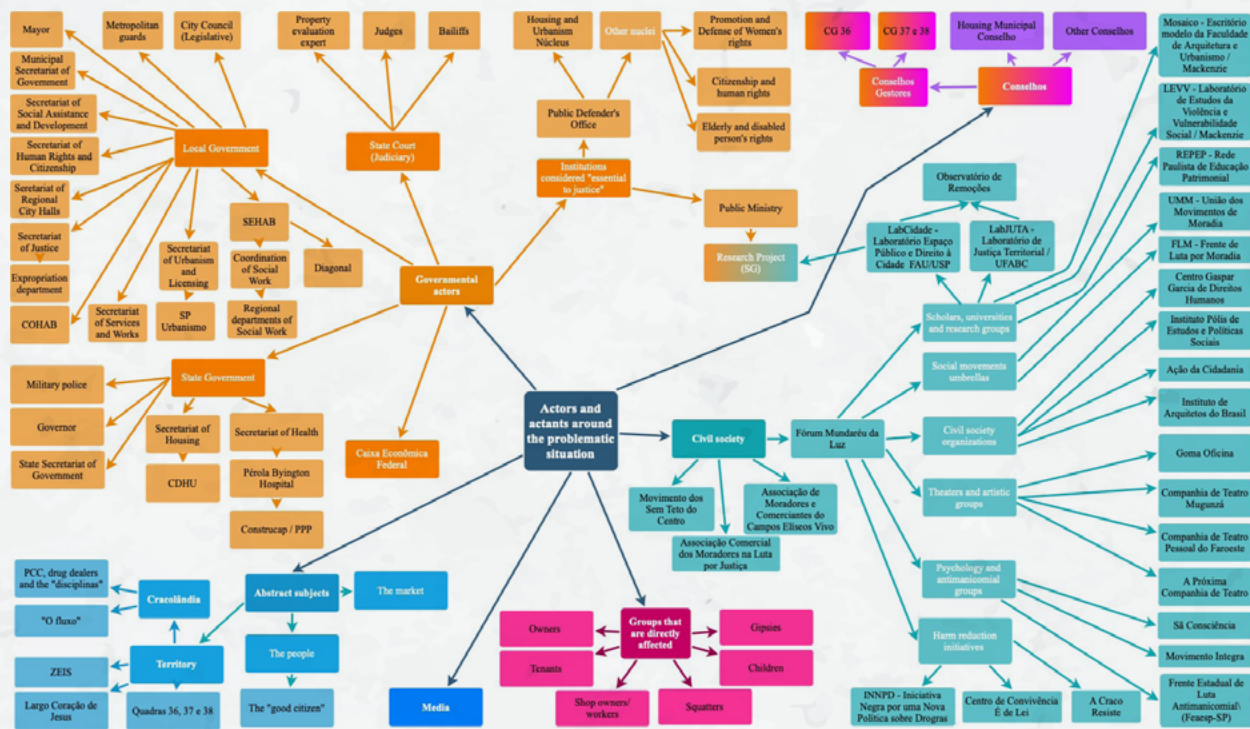 Mayor
Metropolitan
guards
City Council
(Legislative)
Municipal
Secretariat of
Government
Secretariat of
Social Assistance
and Development
Secretariat of
Human Rights and
Citizenship
Seretariat of
Regional
City Halls
Secretariat
of Justice
Expropriation
department
COHAB
Local Government
Secretariat
of Services
and Works
Secretariat
of Urbanism
and
Licensing
SP
Urbanismo
SEHAB
Coordination
of Social
Work
Regional
departments of
Social Work
Diagonal
Property
evaluation
expert
Judges
Bailiffs
State Court
(Judiciary)
Housing and
Urbanism
Núcleus
Other nuclei
Promotion and
Defense of Women's
rights
Citizenship and
human rights
Elderly and disabled
person's rights
Public Defender's
Office
Institutions
considered "essential
to justice"
Public Ministry
Research Project
(SG)
Governmental
actors
State Government
Military police
Governor
State Secretariat of
Government
Secretariat of
Housing
CDHU
Secretariat of Health
Pérola Byington
Hospital
Construcap / PPP
Caixa Econômica
Federal
CG 36
CG 37 e 38
Housing Municipal
Conselho
Other Conselhos
Conselhos
Gestores
Conselhos
Actors and
actants around
the problematic
situation
Civil society
Movimento dos
Sem Teto do
Centro
Associação Comercial
dos Moradores na Luta
por Justiça
Associação de
Moradores e
Comerciantes do
Campos Elíseos Vivo
Fórum Mundaréu da
Luz
Observatório de
Remoções
LabCidade -
Laboratório Espaço
Público e Direito à
Cidade FAU/USP
LabJUTA -
Laboratório de
Justiça Territorial /
UFABC
Scholars, universities
and research groups
Social movements
umbrellas
Civil society
organizations
Theaters and artistic
groups
Psychology and
antimanicomial
groups
Harm reduction
initiatives
Mosaico - Escritório
modelo da Faculdade
de Arquitetura e
Urbanismo /
Mackenzie
LEVV - Laboratório
de Estudos da
Violência e
Vulnerabilidade
Social / Mackenzie
REPEP - Rede
Paulista de Educação
Patrimonial
UMM - União dos
Movimentos de
Moradia
FLM - Frente de
Luta por Moradia
Centro Gaspar
Garcia de Direitos
Humanos
Instituto Pólis de
Estudos e Políticas
Sociais
Ação da Cidadania
Instituto de
Arquitetos do Brasil
Goma Oficina
Companhia de Teatro
Mugunzá
Companhia de Teatro
Pessoal do Faroeste
A Próxima
Companhia de Teatro
Sã Consciência
Movimento Integra
Frente Estadual de
Luta
Antimanicomial\
(Feaesp-SP)
INNPD - Iniciativa
Negra por uma Nova
Política sobre Drogras
Centro de Convivência
É de Lei
A Craco
Resiste
Abstract subjects
The market
The people
The "good citizen"
Territory
Cracolândia
PCC, drug dealers
and the "disciplinas"
"O fluxo"
ZEIS
Largo Coração de
Jesus
Quadras 36, 37 e 38
Media
Groups that
are directly
affected
Owners
Tenants
Shop owners/
workers
Squatters
Children
Gipsies